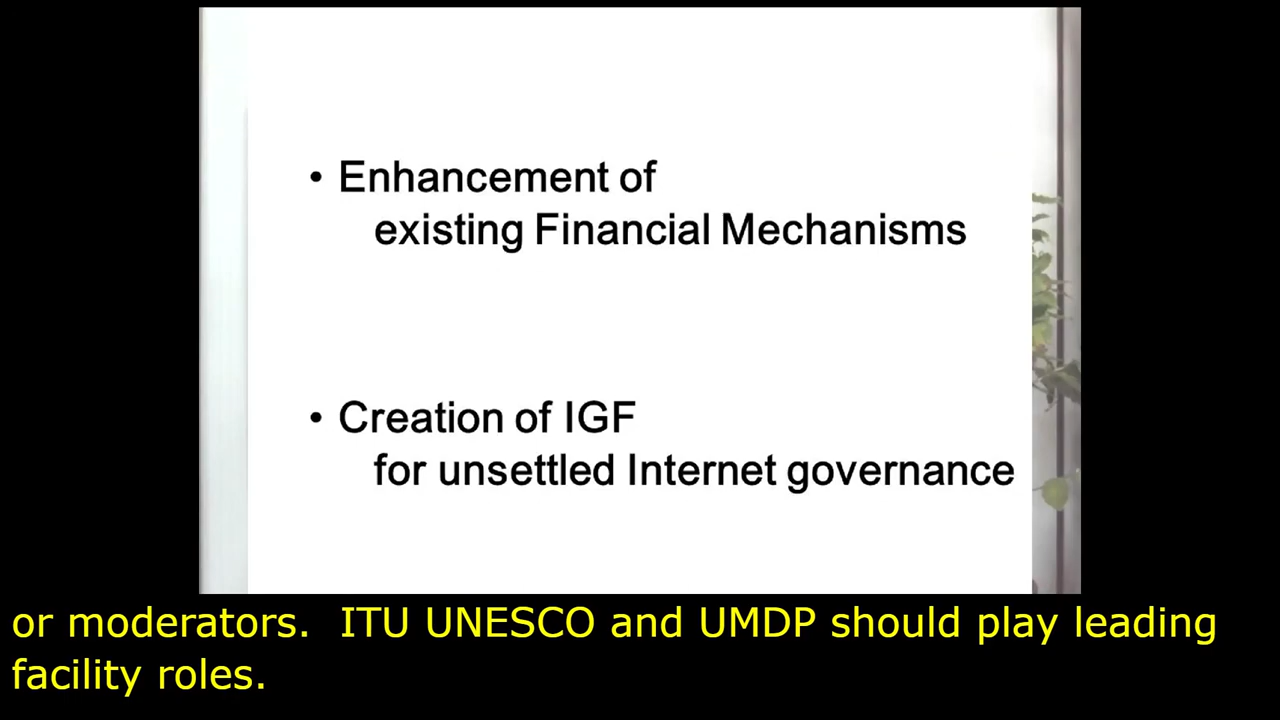 • Enhancement of
existing Financial Mechanisms
• Creation of IGF
for unsettled Internet governance
or moderators.  ITU UNESCO and UMDP should play leading
facility roles.